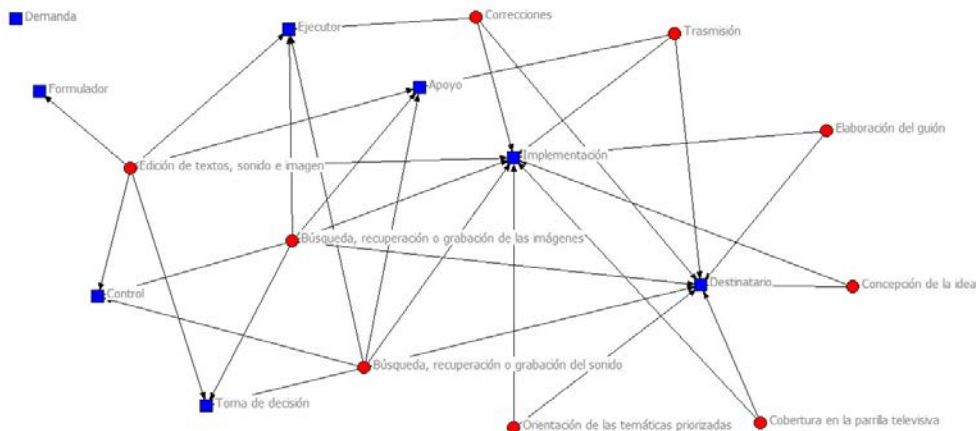 Demanda
Ejecutor
Correcciones
Trasmisión
Formulador
Apoyo
Elaboración del guión
Implementación
Edición de textos, sonido e imagen
Búsqueda, recuperación o grabación de las imágenes
Destinatario
Concepción de la idea
Control
Búsqueda, recuperación o grabación del sonido
Toma de decisión
Orientación de las temáticas priorizadas
Cobertura en la parrilla televisiva